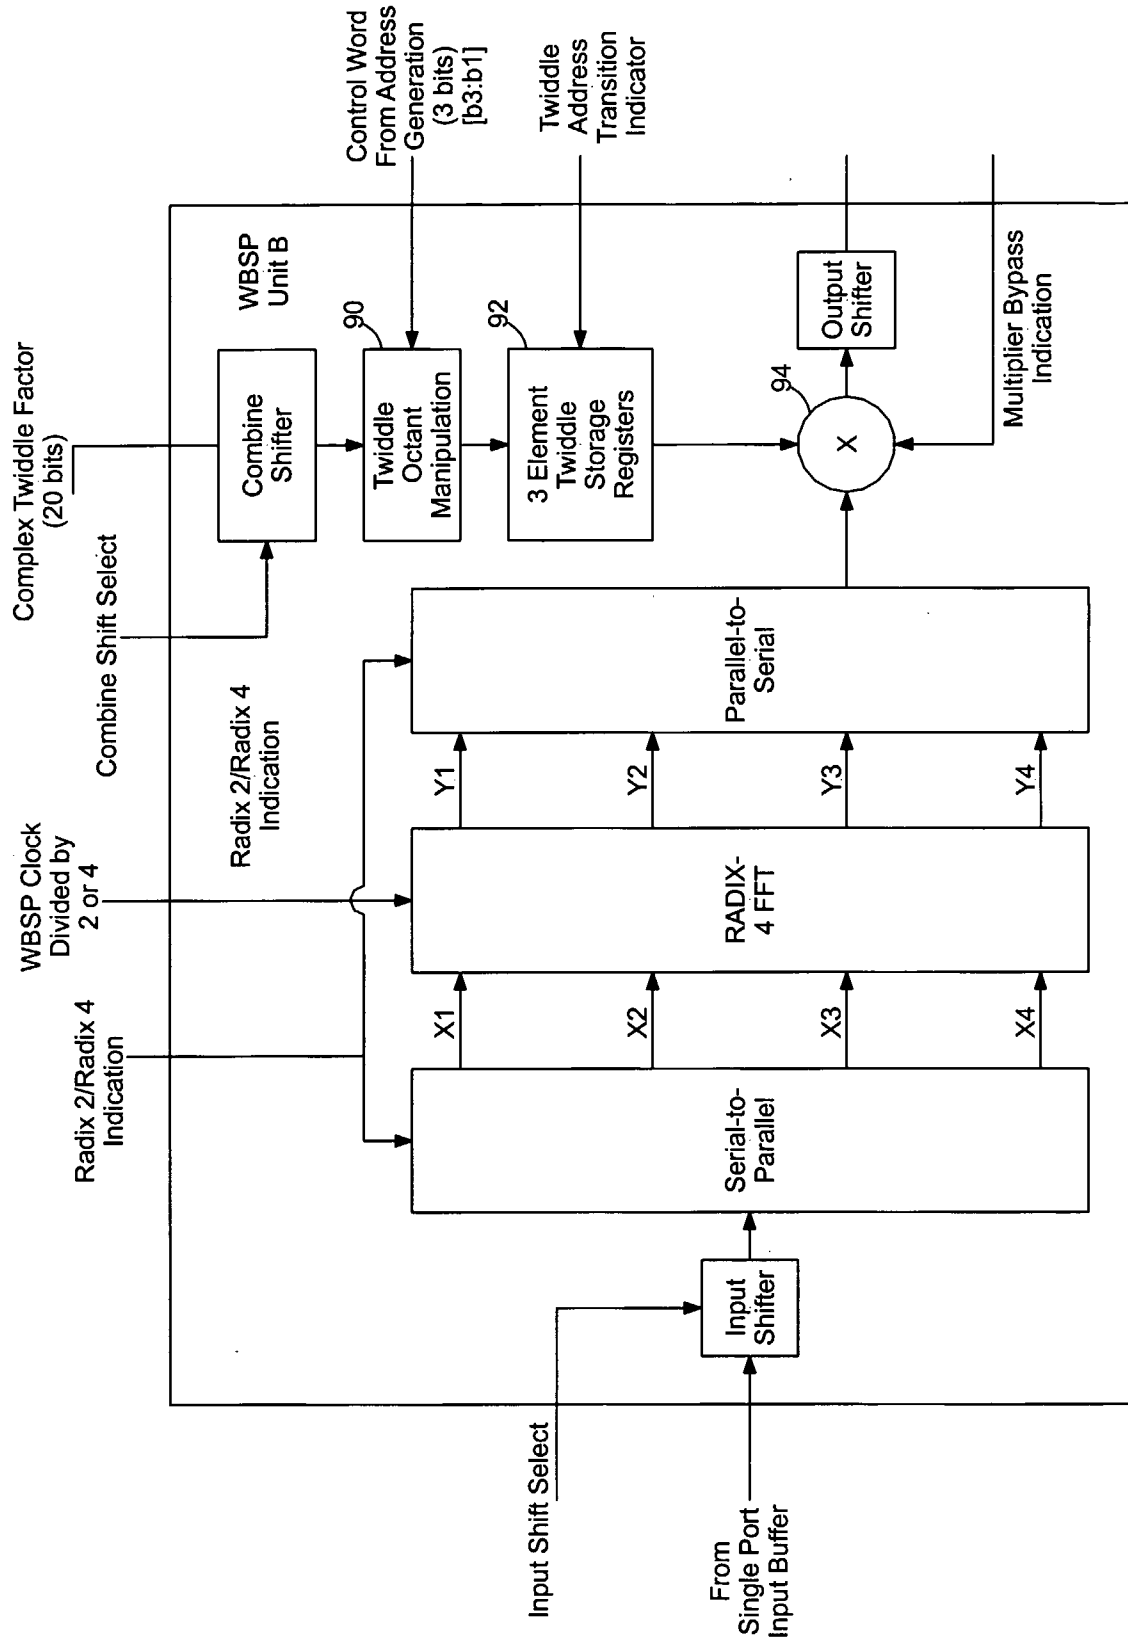 Complex Twiddle Factor
(20 bits)
Combine Shift Select
WBSP Clock
Divided by
2 or 4
Radix 2/Radix 4
Indication
Radix 2/Radix 4
Indication
Combine
Shifter
WBSP
Unit B
90
Twiddle
Octant
Manipulation
Control Word
From Address
Generation
(3 bits)
[b3:b1]
92
3 Element
Twiddle
Storage
Registers
Twiddle
Address
Transition
Indicator
Input Shift Select
From
Single Port
Input Buffer
Input
Shifter
Serial-to-
Parallel
X1
X2
X3
X4
RADIX-
4 FFT
Y1
Y2
Y3
Y4
Parallel-to-
Serial
94
X
Output
Shifter
Multiplier Bypass
Indication